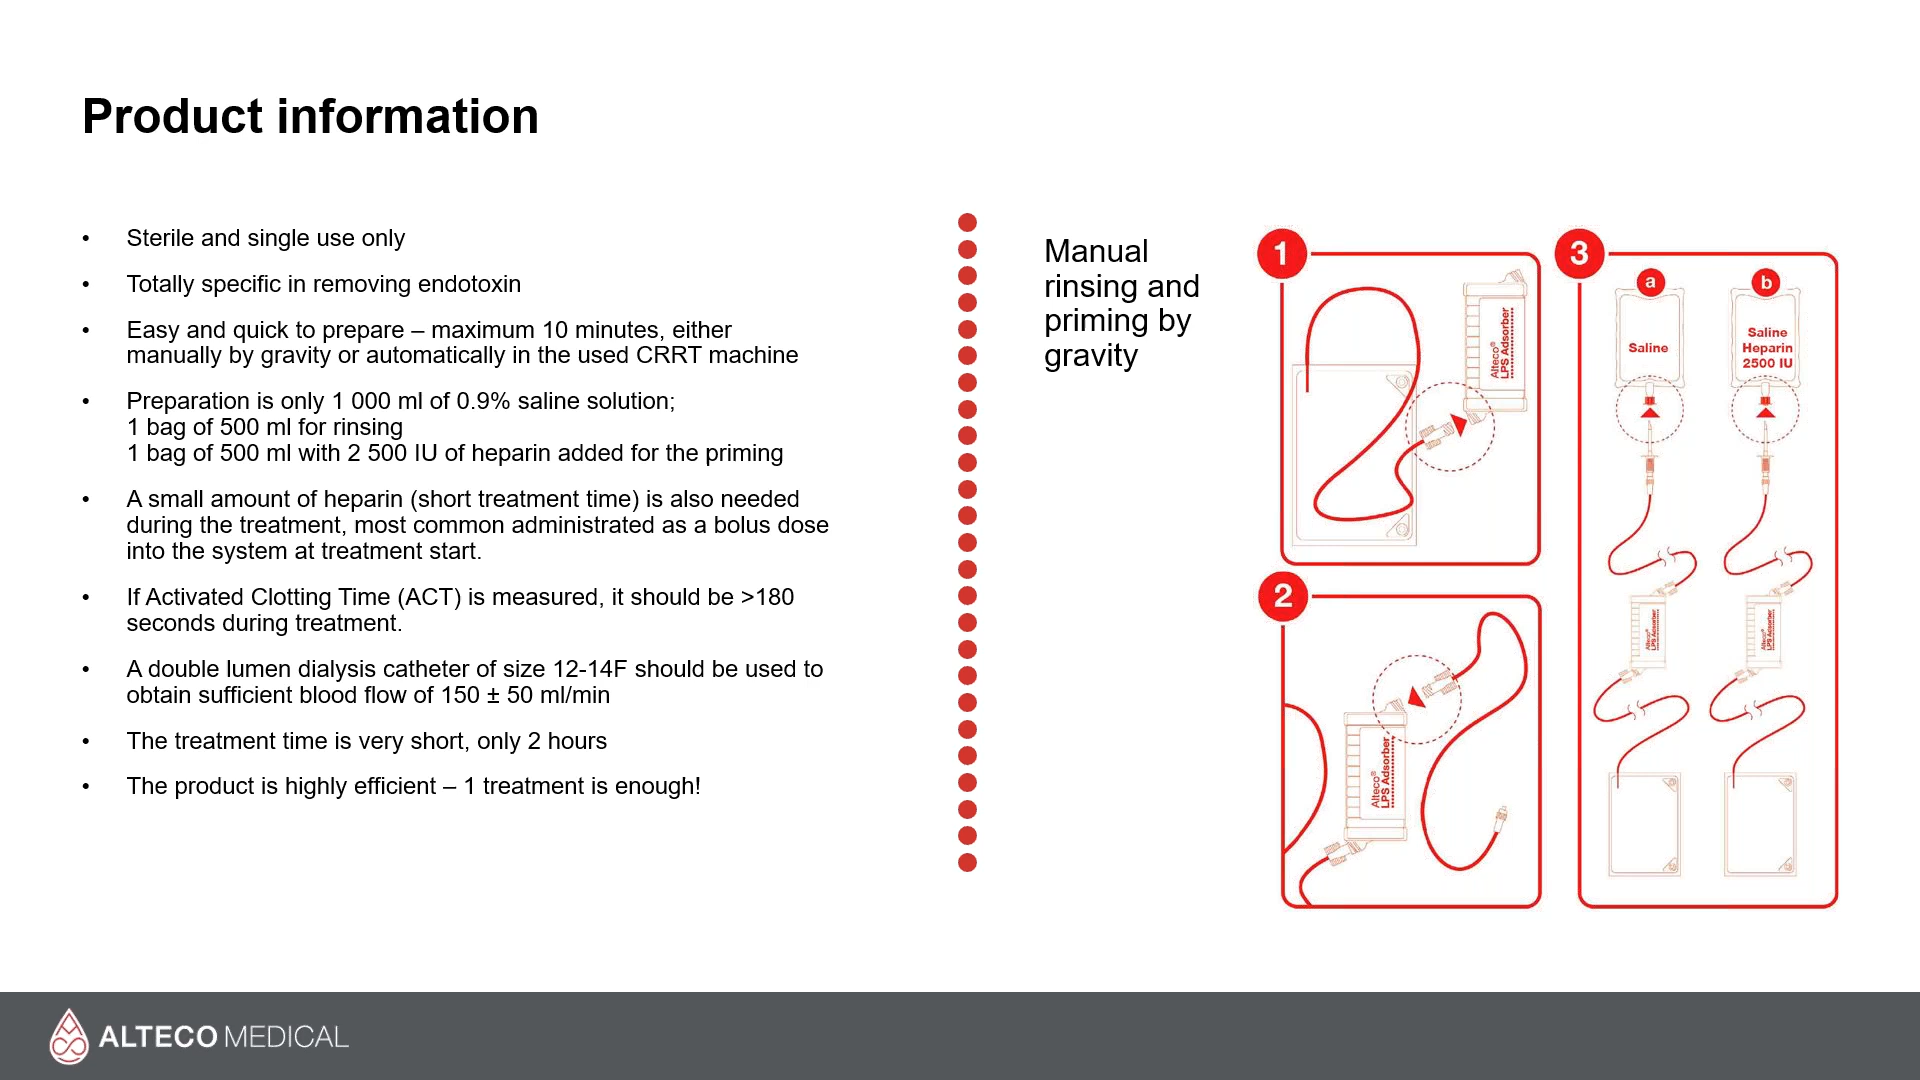 Product information
• Sterile and single use only
• Totally specific in removing endotoxin
• Easy and quick to prepare – maximum 10 minutes, either
manually by gravity or automatically in the used CRRT machine
• Preparation is only 1 000 ml of 0.9% saline solution;
1 bag of 500 ml for rinsing
1 bag of 500 ml with 2 500 IU of heparin added for the priming
• A small amount of heparin (short treatment time) is also needed
during the treatment, most common administrated as a bolus dose
into the system at treatment start.
• If Activated Clotting Time (ACT) is measured, it should be >180
seconds during treatment.
• A double lumen dialysis catheter of size 12-14F should be used to
obtain sufficient blood flow of 150 ± 50 ml/min
• The treatment time is very short, only 2 hours
• The product is highly efficient – 1 treatment is enough!
Manual
rinsing and
priming by
gravity
1
Alteco®
LPS Adsorber
2
Alteco®
LPS Adsorber
3
a
Saline
b
Saline
Heparin
2500 IU
Alteco®
LPS Adsorber
Alteco®
LPS Adsorber
ALTECO MEDICAL